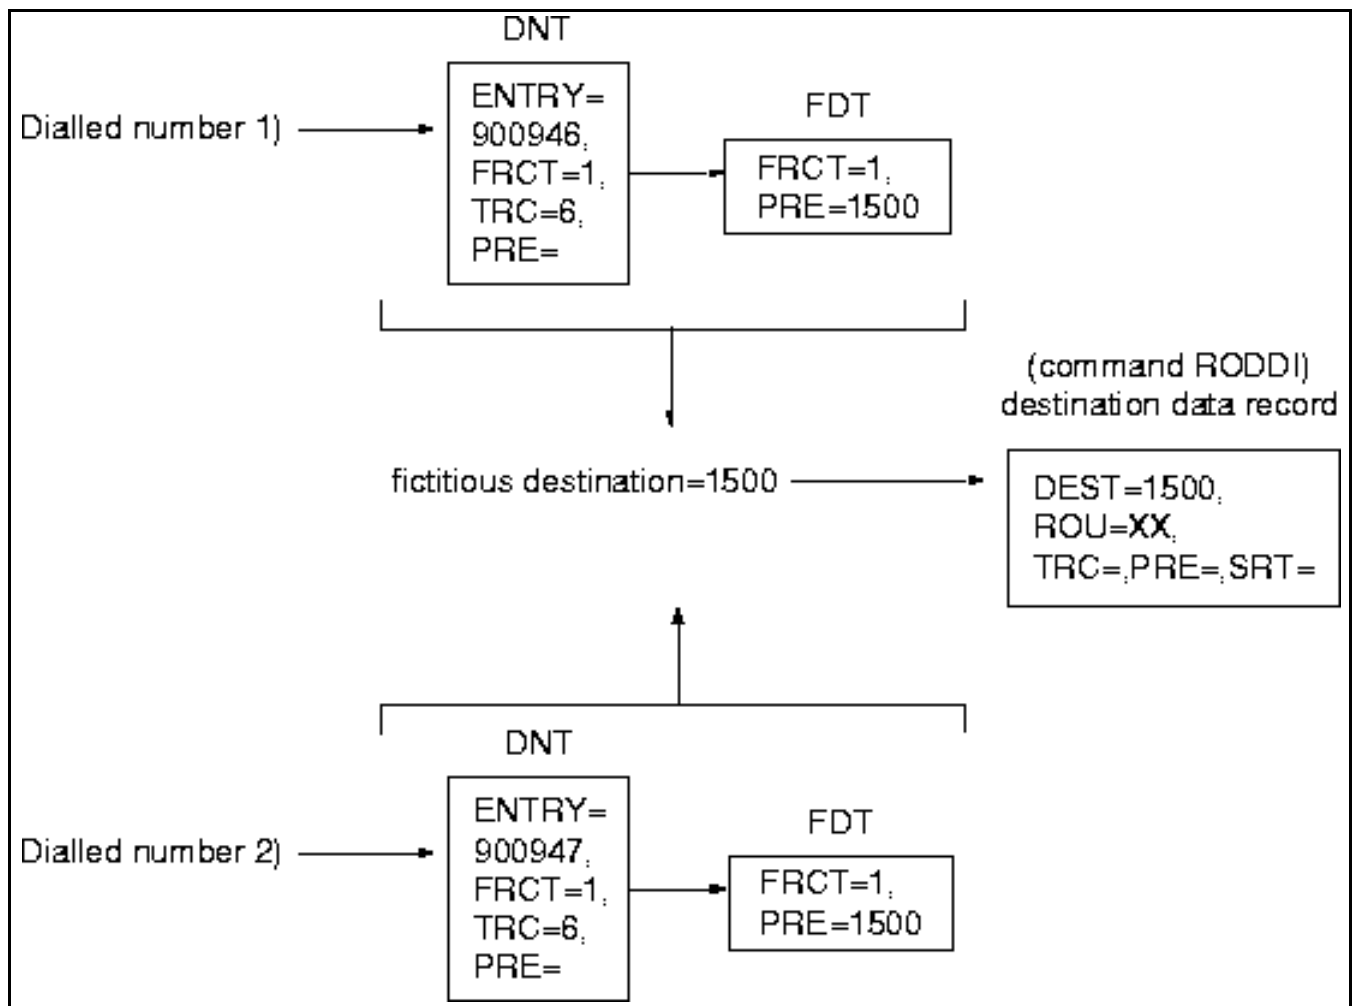 DNT
ENTRY=
900946,
FRCT=1,
TRC=6,
PRE=
Dialled number 1)
FDT
FRCT=1,
PRE=1500
(command RODDI)
destination data record
fictitious destination=1500
DEST=1500,
ROU=XX,
TRC=,PRE=,SRT=
DNT
ENTRY=
900947,
FRCT=1,
TRC=6,
PRE=
Dialled number 2)
FDT
FRCT=1,
PRE=1500